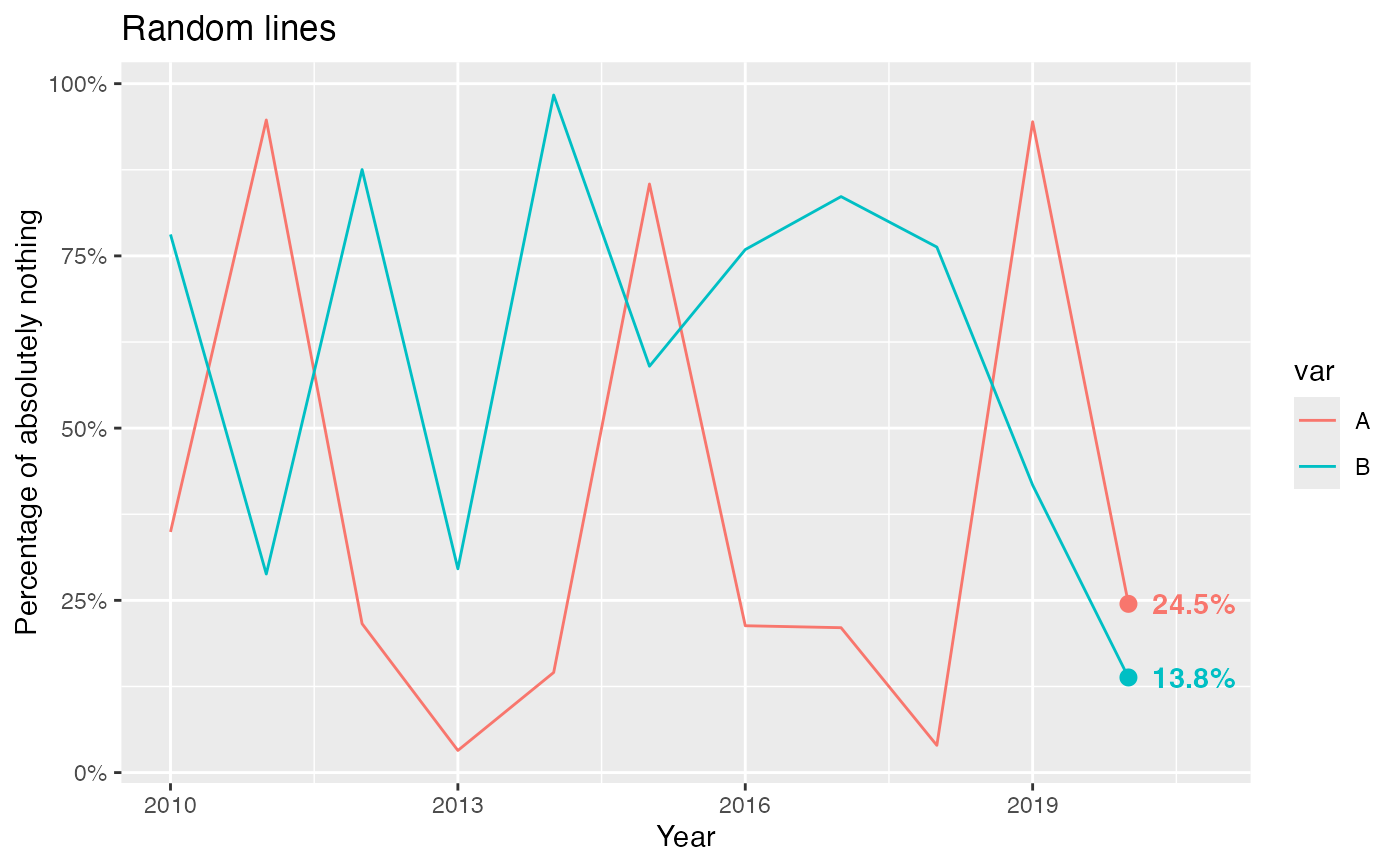 Random lines
100%
75%
50%
25%
0%
Percentage of absolutely nothing
24.5%
13.8%
2010
2013
2016
2019
Year
var
A
B